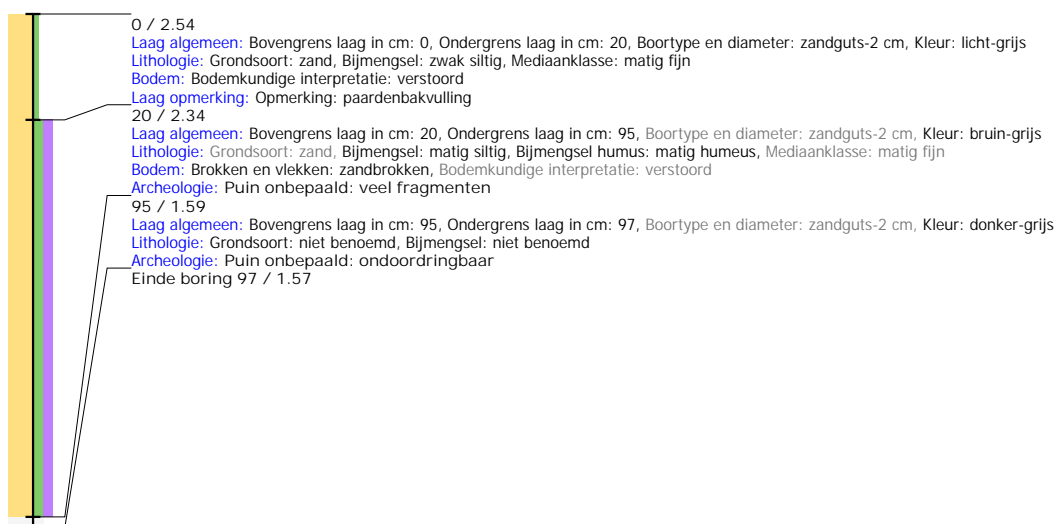 0 / 2.54
Laag algemeen: Bovengrens laag in cm: 0, Ondergrens laag in cm: 20, Boortype en diameter: zandguts-2 cm, Kleur: licht-grijs
Lithologie: Grondsoort: zand, Bijmengsel: zwak siltig, Mediaanklasse: matig fijn
Bodem: Bodemkundige interpretatie: verstoord
Laag opmerking: Opmerking: paardenbakvulling
20 / 2.34
Laag algemeen: Bovengrens laag in cm: 20, Ondergrens laag in cm: 95, Boortype en diameter: zandguts-2 cm, Kleur: bruin-grijs
Lithologie: Grondsoort: zand, Bijmengsel: matig siltig, Bijmengsel humus: matig humeus, Mediaanklasse: matig fijn
Bodem: Brokken en vlekken: zandbrokken, Bodemkundige interpretatie: verstoord
Archeologie: Puin onbepaald: veel fragmenten
95 / 1.59
Laag algemeen: Bovengrens laag in cm: 95, Ondergrens laag in cm: 97, Boortype en diameter: zandguts-2 cm, Kleur: donker-grijs
Lithologie: Grondsoort: niet benoemd, Bijmengsel: niet benoemd
Archeologie: Puin onbepaald: ondoordringbaar
Einde boring 97 / 1.57